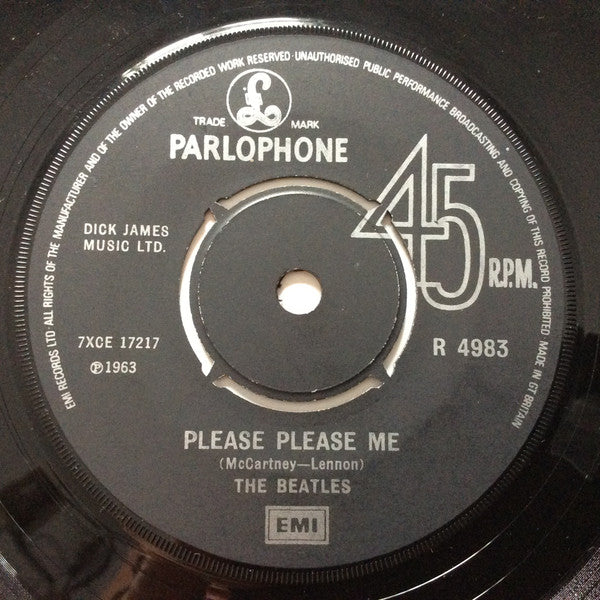 EMI RECORDS LTD ALL RIGHTS OF THE MANUFACTURER AND OF THE OWNER OF THE RECORDED WORK RESERVED·UNAUTHORISED PUBLIC PERFORMANCE BROADCASTING AND COPYING OF THIS RECORD PROHIBITED. MADE IN GT BRITAIN
£
TRADE MARK
PARLOPHONE
45
R.P.M.
DICK JAMES
MUSIC LTD.
7XCE 17217
℗1963
R 4983
PLEASE PLEASE ME
(McCartney—Lennon)
THE BEATLES
EMI